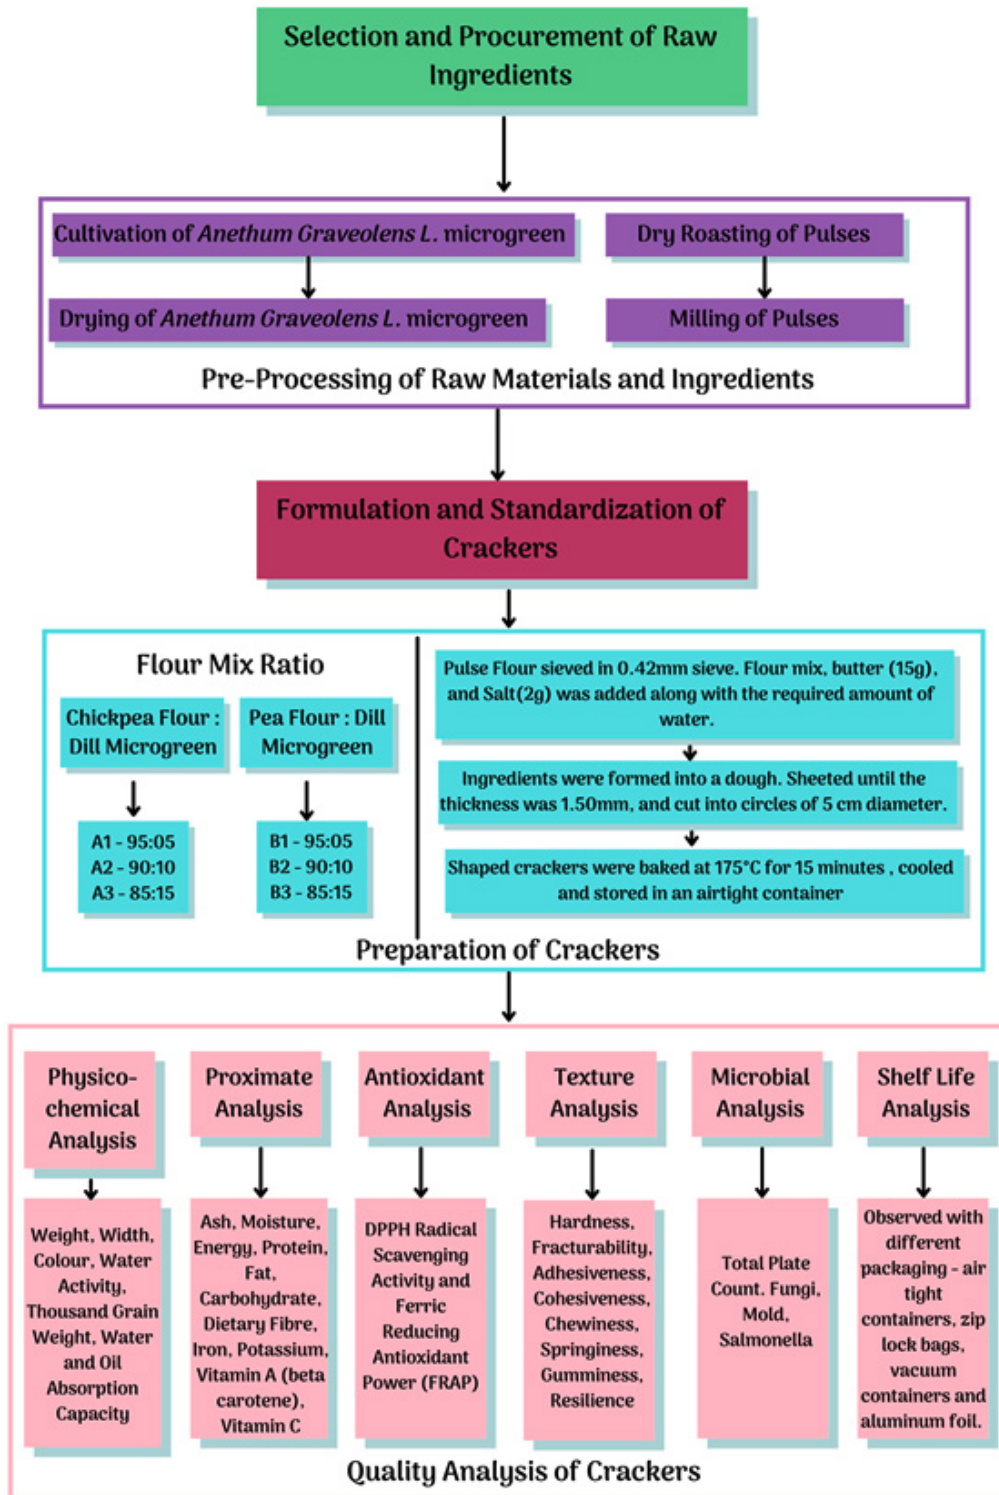 Selection and Procurement of Raw
Ingredients
Cultivation of Anethum Graveolens L. microgreen
Drying of Anethum Graveolens L. microgreen
Dry Roasting of Pulses
Milling of Pulses
Pre-Processing of Raw Materials and Ingredients
Formulation and Standardization of
Crackers
Flour Mix Ratio
Chickpea Flour :
Dill Microgreen
A1 - 95:05
A2 - 90:10
A3 - 85:15
Pea Flour : Dill
Microgreen
B1 - 95:05
B2 - 90:10
B3 - 85:15
Pulse Flour sieved in 0.42mm sieve. Flour mix, butter (15g),
and Salt(2g) was added along with the required amount of
water.
Ingredients were formed into a dough. Sheeted until the
thickness was 1.50mm, and cut into circles of 5 cm diameter.
Shaped crackers were baked at 175°C for 15 minutes , cooled
and stored in an airtight container
Preparation of Crackers
Physico-
chemical
Analysis
Weight, Width,
Colour, Water
Activity,
Thousand Grain
Weight, Water
and Oil
Absorption
Capacity
Proximate
Analysis
Ash, Moisture,
Energy, Protein,
Fat,
Carbohydrate,
Dietary Fibre,
Iron, Potassium,
Vitamin A (beta
carotene),
Vitamin C
Antioxidant
Analysis
DPPH Radical
Scavenging
Activity and
Ferric
Reducing
Antioxidant
Power (FRAP)
Texture
Analysis
Hardness,
Fracturability,
Adhesiveness,
Cohesiveness,
Chewiness,
Springiness,
Gumminess,
Resilience
Microbial
Analysis
Total Plate
Count. Fungi,
Mold,
Salmonella
Shelf Life
Analysis
Observed with
different
packaging - air
tight
containers, zip
lock bags,
vacuum
containers and
aluminum foil.
Quality Analysis of Crackers